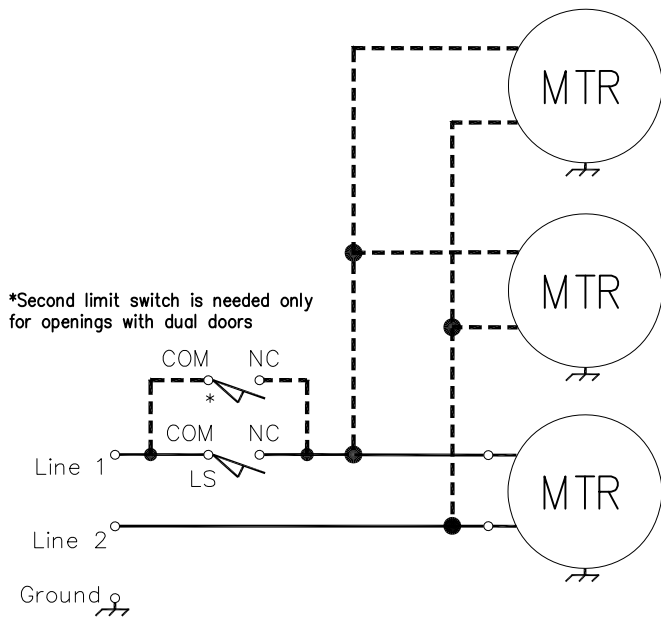 MTR
MTR
*Second limit switch is needed only
for openings with dual doors
COM NC
*
COM NC
Line 1
LS
MTR
Line 2
Ground